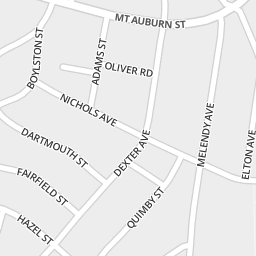 MT AUBURN ST
BOYLSTON ST
ADAMS ST
OLIVER RD
NICHOLS AVE
MELENDY AVE
DARTMOUTH ST
DEXTER AVE
ELTON AVE
FAIRFIELD ST
QUIMBY ST
HAZEL ST